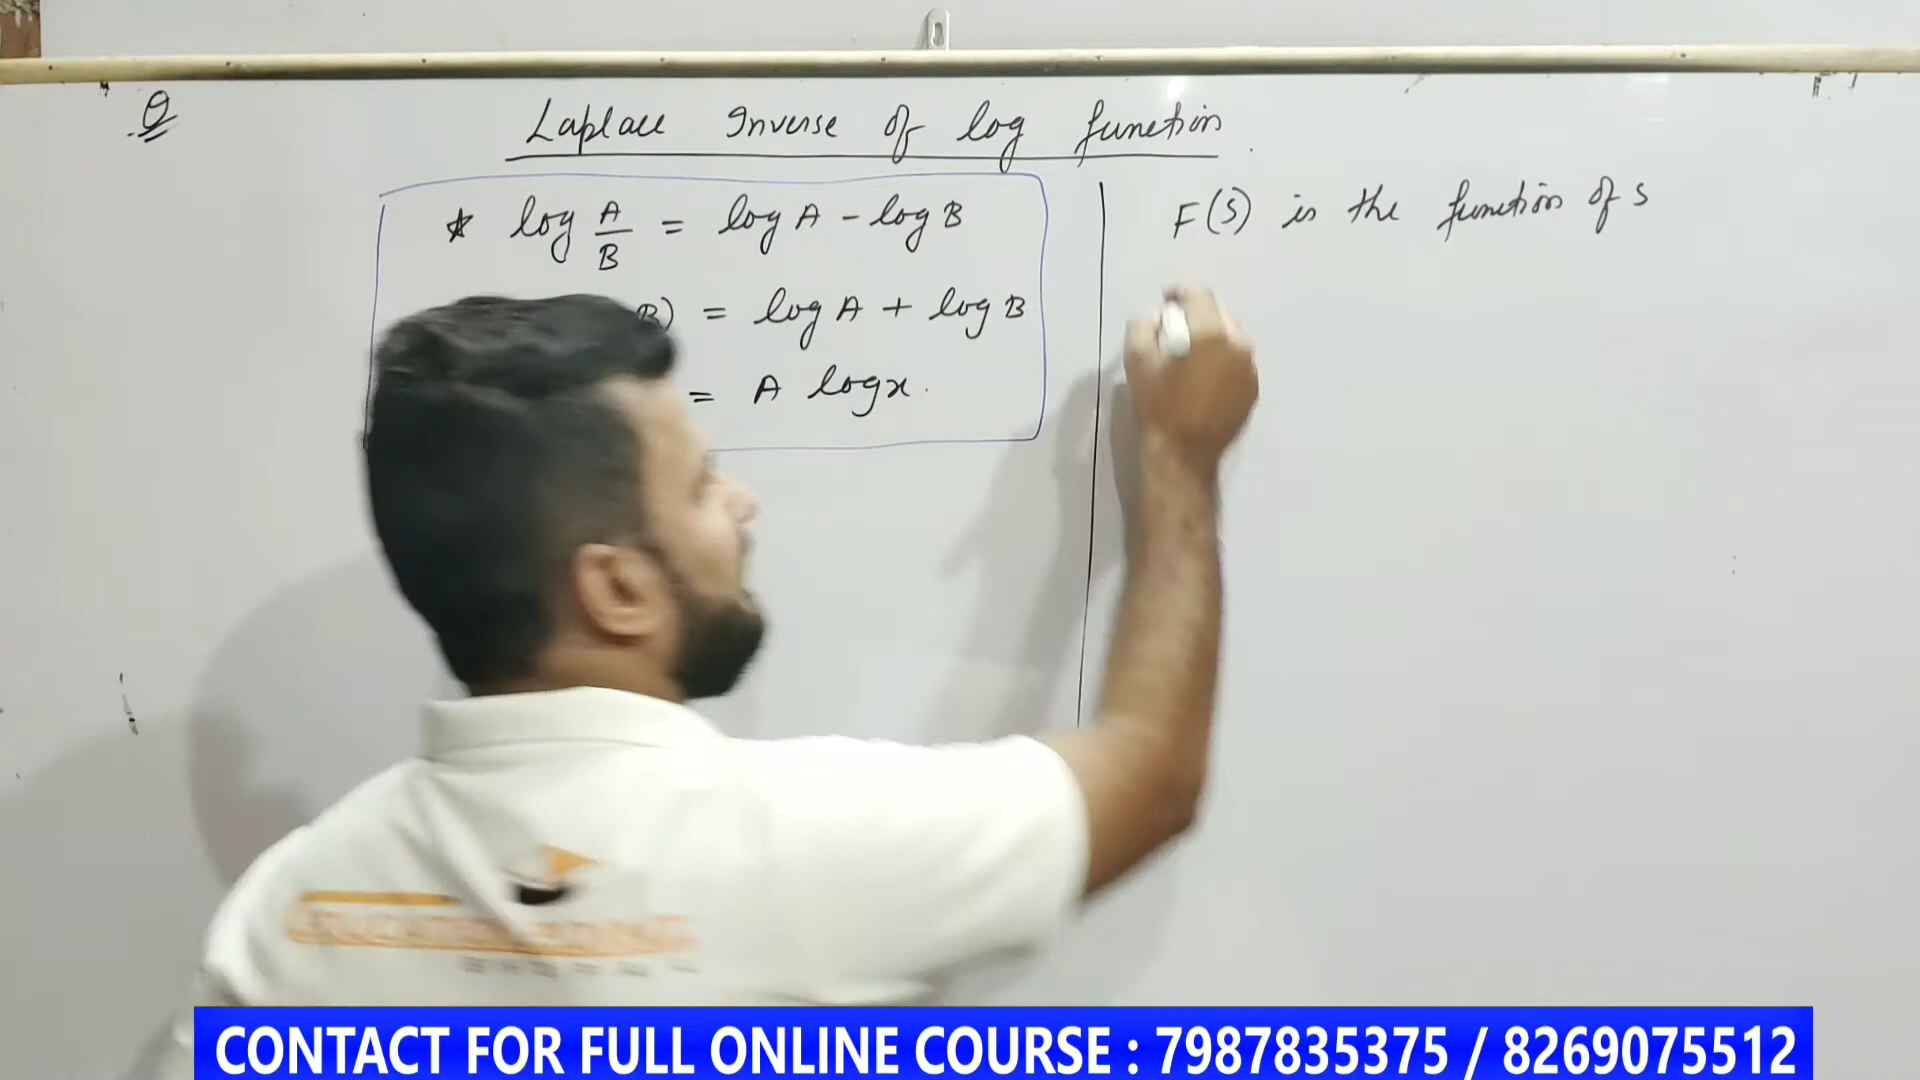 Q
Laplace Inverse of log function
* log A/B = log A - log B
B) = log A + log B
= A log x.
F(S) is the function of s
CONTACT FOR FULL ONLINE COURSE : 7987835375 / 8269075512